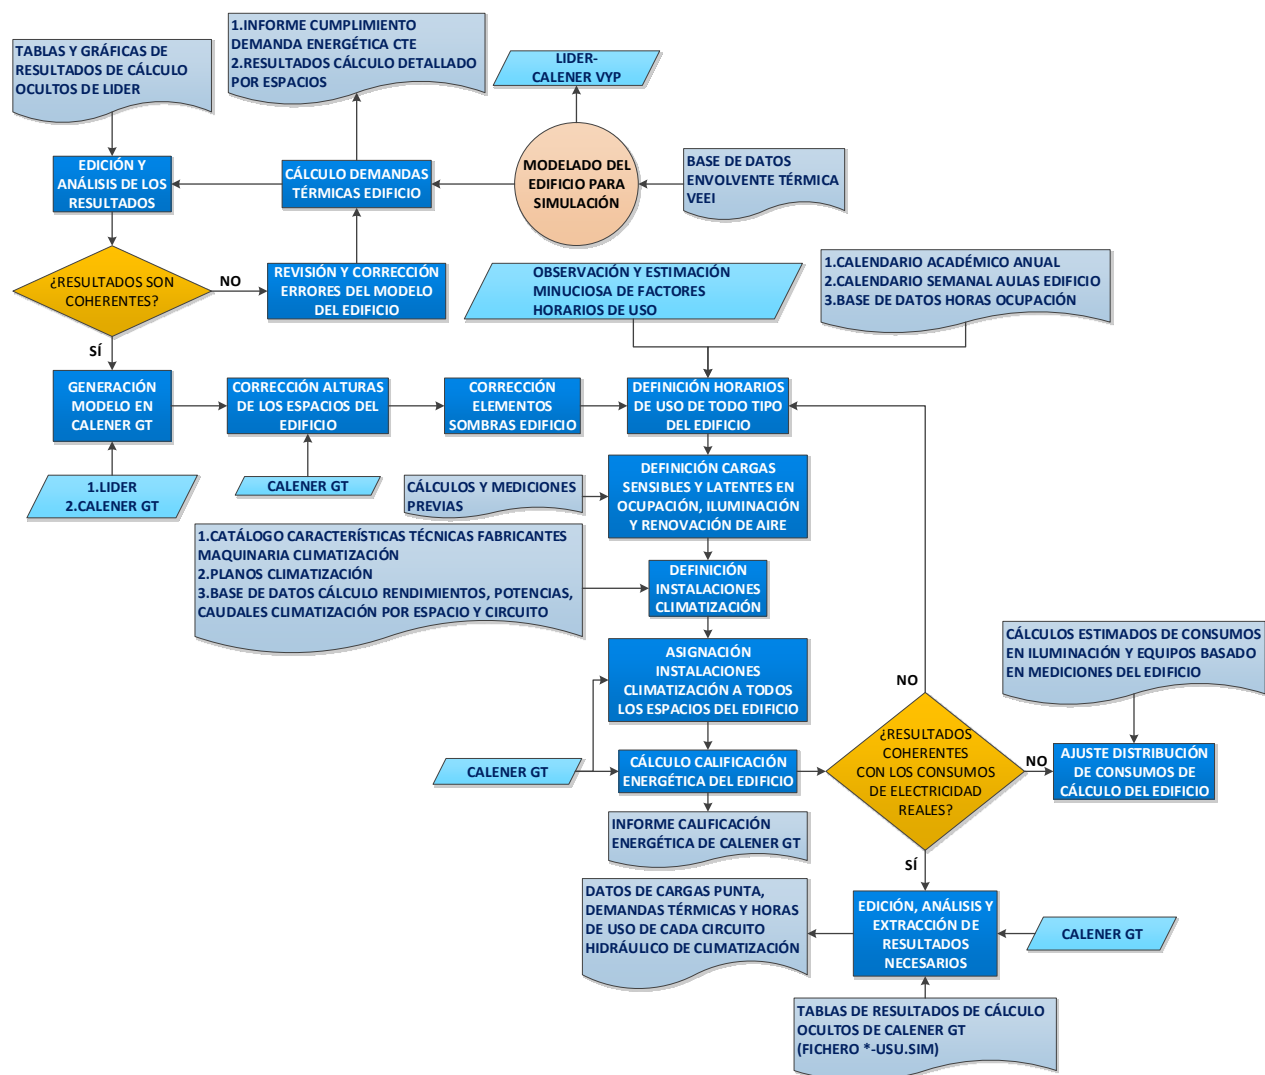 TABLAS Y GRÁFICAS DE
RESULTADOS DE CÁLCULO
OCULTOS DE LIDER
1.INFORME CUMPLIMIENTO
DEMANDA ENERGÉTICA CTE
2.RESULTADOS CÁLCULO DETALLADO
POR ESPACIOS
LIDER-
CALENER VYP
EDICIÓN Y
ANÁLISIS DE LOS
RESULTADOS
CÁLCULO DEMANDAS
TÉRMICAS EDIFICIO
MODELADO DEL
EDIFICIO PARA
SIMULACIÓN
BASE DE DATOS
ENVOLVENTE TÉRMICA
VEEI
¿RESULTADOS SON
COHERENTES?
NO
REVISIÓN Y CORRECCIÓN
ERRORES DEL MODELO
DEL EDIFICIO
OBSERVACIÓN Y ESTIMACIÓN
MINUCIOSA DE FACTORES
HORARIOS DE USO
1.CALENDARIO ACADÉMICO ANUAL
2.CALENDARIO SEMANAL AULAS EDIFICIO
3.BASE DE DATOS HORAS OCUPACIÓN
SÍ
GENERACIÓN
MODELO EN
CALENER GT
CORRECCIÓN ALTURAS
DE LOS ESPACIOS DEL
EDIFICIO
CORRECCIÓN
ELEMENTOS
SOMBRAS EDIFICIO
DEFINICIÓN HORARIOS
DE USO DE TODO TIPO
DEL EDIFICIO
1.LIDER
2.CALENER GT
CALENER GT
CÁLCULOS Y MEDICIONES
PREVIAS
DEFINICIÓN CARGAS
SENSIBLES Y LATENTES EN
OCUPACIÓN, ILUMINACIÓN
Y RENOVACIÓN DE AIRE
1.CATÁLOGO CARACTERÍSTICAS TÉCNICAS FABRICANTES
MAQUINARIA CLIMATIZACIÓN
2.PLANOS CLIMATIZACIÓN
3.BASE DE DATOS CÁLCULO RENDIMIENTOS, POTENCIAS,
CAUDALES CLIMATIZACIÓN POR ESPACIO Y CIRCUITO
DEFINICIÓN
INSTALACIONES
CLIMATIZACIÓN
ASIGNACIÓN
INSTALACIONES
CLIMATIZACIÓN A TODOS
LOS ESPACIOS DEL EDIFICIO
NO
CÁLCULOS ESTIMADOS DE CONSUMOS
EN ILUMINACIÓN Y EQUIPOS BASADO
EN MEDICIONES DEL EDIFICIO
CALENER GT
CÁLCULO CALIFICACIÓN
ENERGÉTICA DEL EDIFICIO
¿RESULTADOS
COHERENTES
CON LOS CONSUMOS
DE ELECTRICIDAD
REALES?
NO
AJUSTE DISTRIBUCIÓN
DE CONSUMOS DE
CÁLCULO DEL EDIFICIO
INFORME CALIFICACIÓN
ENERGÉTICA DE CALENER GT
SÍ
DATOS DE CARGAS PUNTA,
DEMANDAS TÉRMICAS Y HORAS
DE USO DE CADA CIRCUITO
HIDRÁULICO DE CLIMATIZACIÓN
EDICIÓN, ANÁLISIS Y
EXTRACCIÓN DE
RESULTADOS
NECESARIOS
CALENER GT
TABLAS DE RESULTADOS DE CÁLCULO
OCULTOS DE CALENER GT
(FICHERO *-USU.SIM)